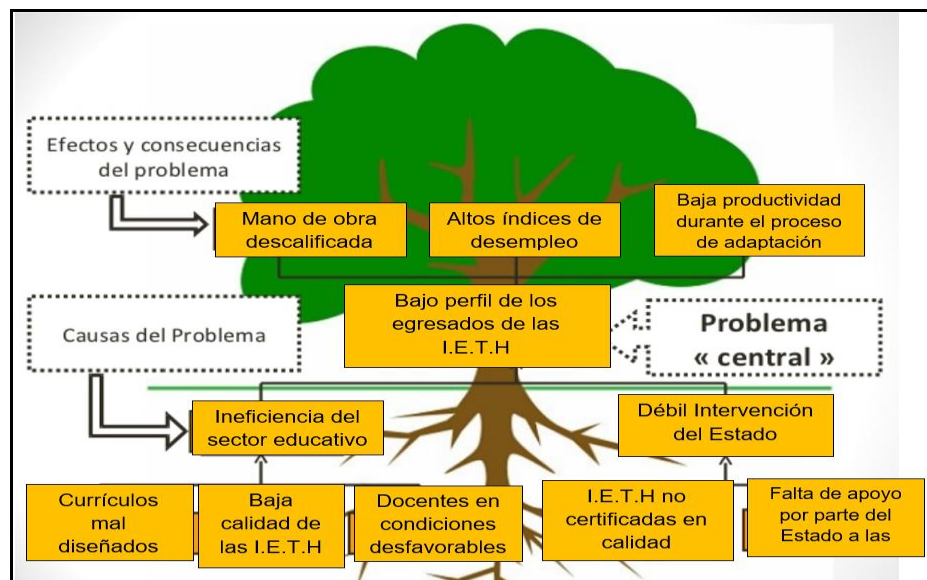 Efectos y consecuencias
del problema
Mano de obra
descalificada
Altos índices de
desempleo
Baja productividad
durante el proceso
de adaptación
Bajo perfil de los
egresados de las
I.E.T.H
Problema
« central »
Causas del Problema
Ineficiencia del
sector educativo
Débil Intervención
del Estado
Currículos
mal
diseñados
Baja
calidad de
las I.E.T.H
Docentes en
condiciones
desfavorables
I.E.T.H no
certificadas en
calidad
Falta de apoyo
por parte del
Estado a las